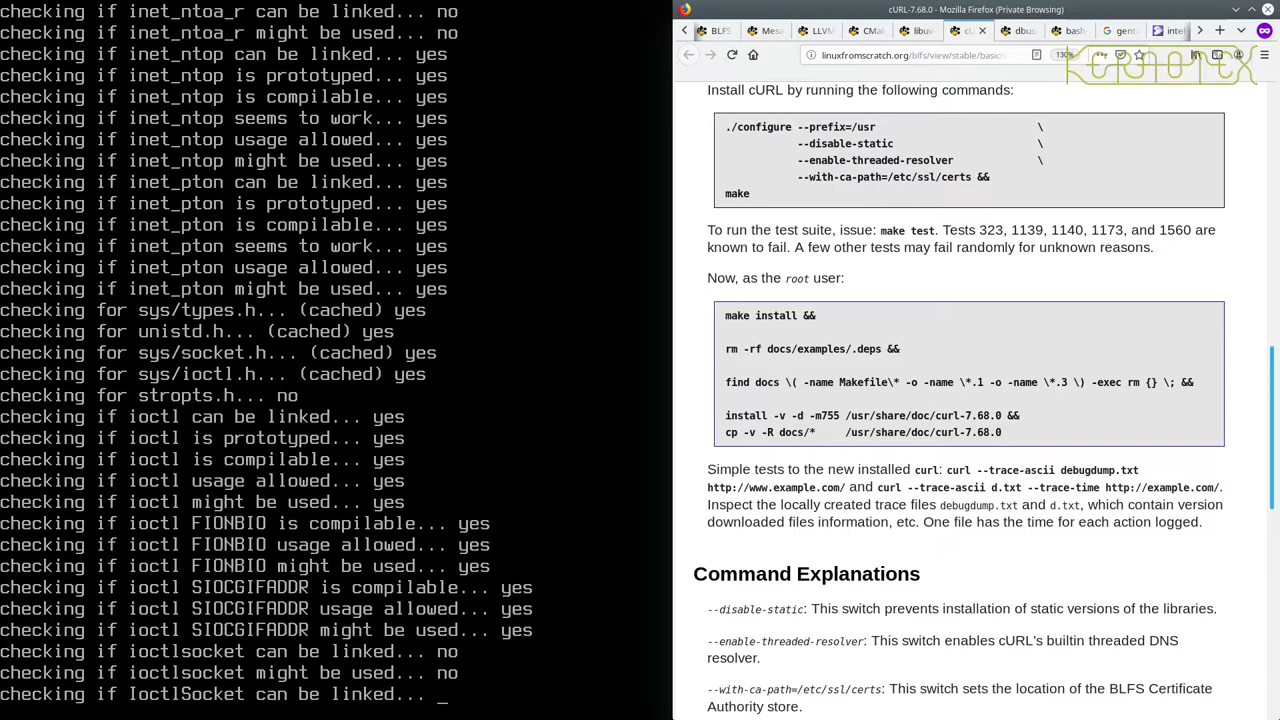 checking if inet_ntoa_r can be linked... no
checking if inet_ntoa_r might be used... no
checking if inet_ntop can be linked... yes
checking if inet_ntop is prototyped... yes
checking if inet_ntop is compilable... yes
checking if inet_ntop seems to work... yes
checking if inet_ntop usage allowed... yes
checking if inet_ntop might be used... yes
checking if inet_pton can be linked... yes
checking if inet_pton is prototyped... yes
checking if inet_pton is compilable... yes
checking if inet_pton seems to work... yes
checking if inet_pton usage allowed... yes
checking if inet_pton might be used... yes
checking for sys/types.h... (cached) yes
checking for unistd.h... (cached) yes
checking for sys/socket.h... (cached) yes
checking for sys/ioctl.h... (cached) yes
checking for stropts.h... no
checking if ioctl can be linked... yes
checking if ioctl is prototyped... yes
checking if ioctl is compilable... yes
checking if ioctl usage allowed... yes
checking if ioctl might be used... yes
checking if ioctl FIONBIO is compilable... yes
checking if ioctl FIONBIO usage allowed... yes
checking if ioctl FIONBIO might be used... yes
checking if ioctl SIOCGIFADDR is compilable... yes
checking if ioctl SIOCGIFADDR usage allowed... yes
checking if ioctl SIOCGIFADDR might be used... yes
checking if ioctlsocket can be linked... no
checking if ioctlsocket might be used... no
checking if IoctlSocket can be linked... _
cURL-7.68.0 - Mozilla Firefox (Private Browsing)
BLFS Mesa LLVM CMak libuv cU dbus bash- gent intel
linuxfromscratch.org/blfs/view/stable/basic 130%
Install cURL by running the following commands:
./configure --prefix=/usr \
--disable-static \
--enable-threaded-resolver \
--with-ca-path=/etc/ssl/certs &&
make
To run the test suite, issue: make test. Tests 323, 1139, 1140, 1173, and 1560 are
known to fail. A few other tests may fail randomly for unknown reasons.
Now, as the root user:
make install &&
rm -rf docs/examples/.deps &&
find docs \( -name Makefile\* -o -name \*.1 -o -name \*.3 \) -exec rm {} \; &&
install -v -d -m755 /usr/share/doc/curl-7.68.0 &&
cp -v -R docs/* /usr/share/doc/curl-7.68.0
Simple tests to the new installed curl: curl --trace-ascii debugdump.txt
http://www.example.com/ and curl --trace-ascii d.txt --trace-time http://example.com/.
Inspect the locally created trace files debugdump.txt and d.txt, which contain version
downloaded files information, etc. One file has the time for each action logged.
Command Explanations
--disable-static: This switch prevents installation of static versions of the libraries.
--enable-threaded-resolver: This switch enables cURL's builtin threaded DNS
resolver.
--with-ca-path=/etc/ssl/certs: This switch sets the location of the BLFS Certificate
Authority store.